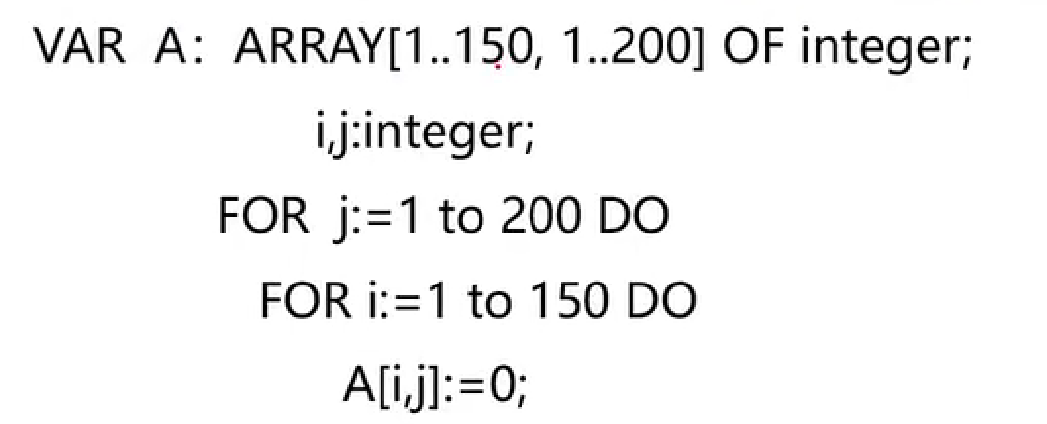 VAR A: ARRAY[1..150, 1..200] OF integer;
i,j:integer;
FOR j:=1 to 200 DO
FOR i:=1 to 150 DO
A[i,j]:=0;